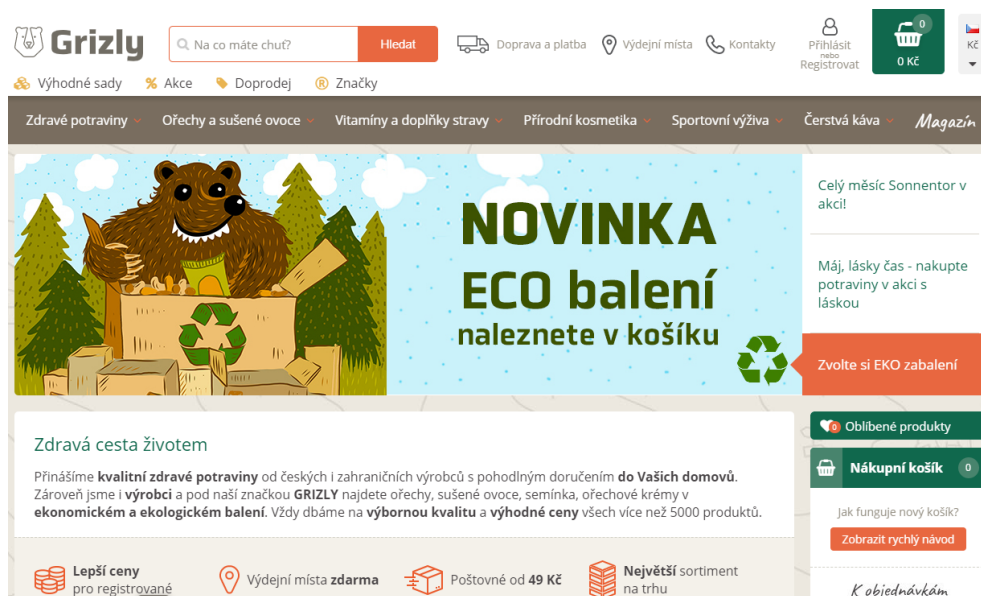 Grizly
Na co máte chuť?
Hledat
Doprava a platba
Výdejní místa
Kontakty
Přihlásit
nebo
Registrovat
0
0 Kč
Kč
Výhodné sady
Akce
Doprodej
Značky
Zdravé potraviny
Ořechy a sušené ovoce
Vitamíny a doplňky stravy
Přírodní kosmetika
Sportovní výživa
Čerstvá káva
Magazín
NOVINKA
ECO balení
naleznete v košíku
Celý měsíc Sonnentor v
akci!
Máj, lásky čas - nakupte
potraviny v akci s
láskou
Zvolte si EKO zabalení
Zdravá cesta životem
Přinášíme kvalitní zdravé potraviny od českých i zahraničních výrobců s pohodlným doručením do Vašich domovů.
Zároveň jsme i výrobci a pod naší značkou GRIZLY najdete ořechy, sušené ovoce, semínka, ořechové krémy v
ekonomickém a ekologickém balení. Vždy dbáme na výbornou kvalitu a výhodné ceny všech více než 5000 produktů.
Lepší ceny
pro registrované
Výdejní místa zdarma
Poštovné od 49 Kč
Největší sortiment
na trhu
0
Oblíbené produkty
Nákupní košík
0
Jak funguje nový košík?
Zobrazit rychlý návod
K objednávkám